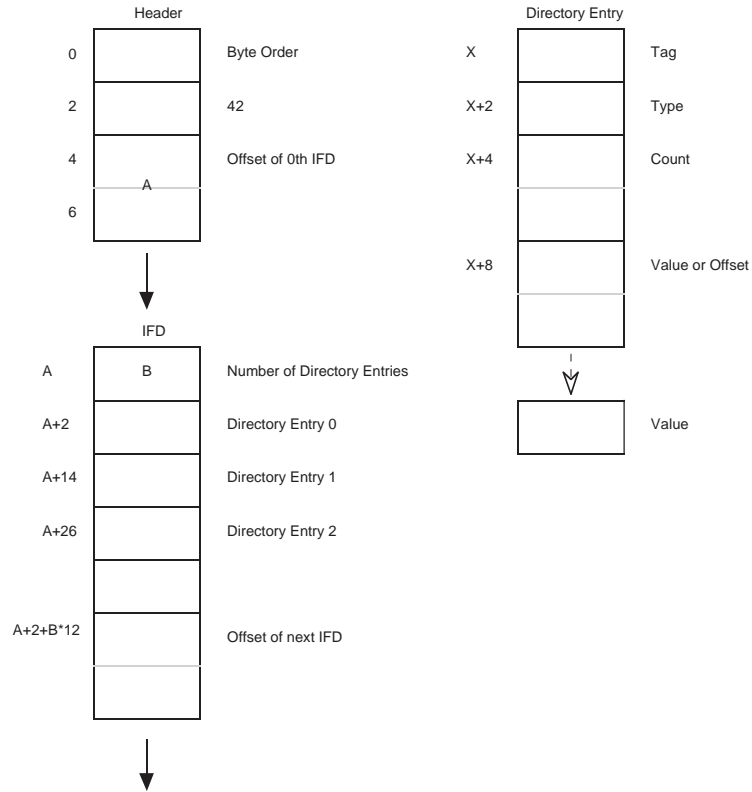 Header
0 Byte Order
2 42
4 Offset of 0th IFD
A
6
IFD
A B Number of Directory Entries
A+2 Directory Entry 0
A+14 Directory Entry 1
A+26 Directory Entry 2
A+2+B*12 Offset of next IFD
Directory Entry
X Tag
X+2 Type
X+4 Count
X+8 Value or Offset
Value